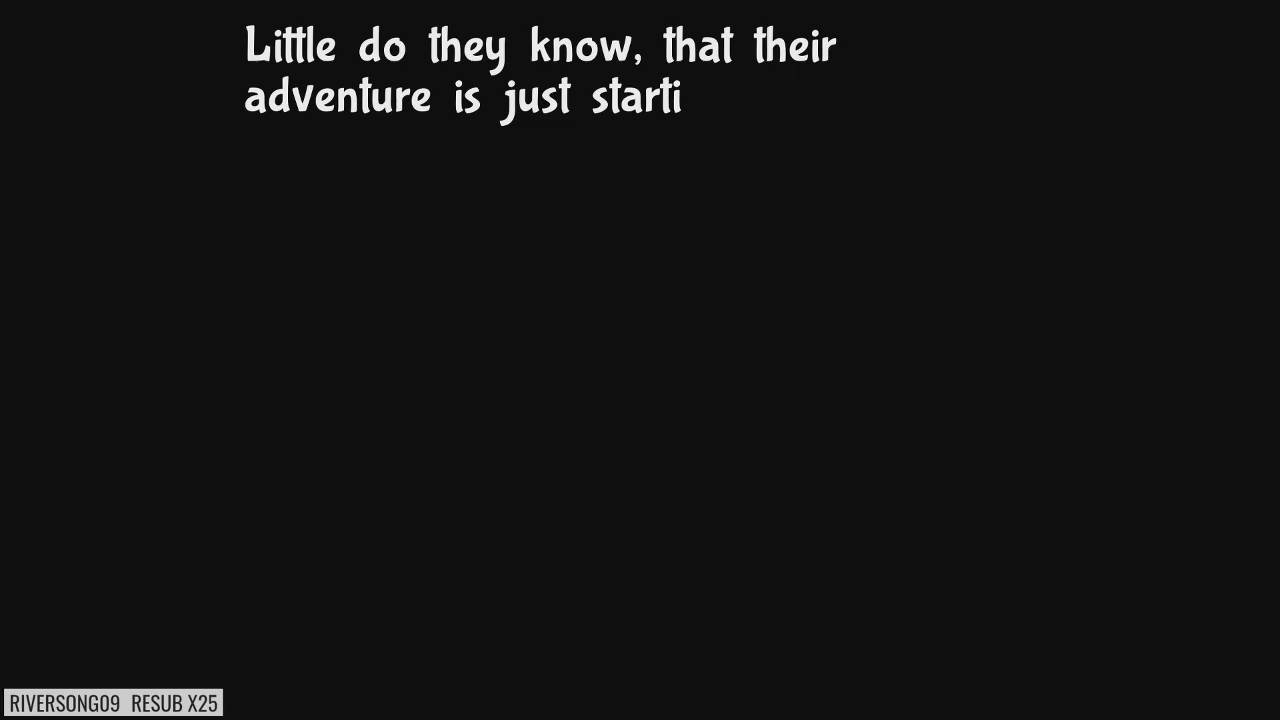 Little do they know, that their
adventure is just starti
RIVERSONG09 RESUB X25